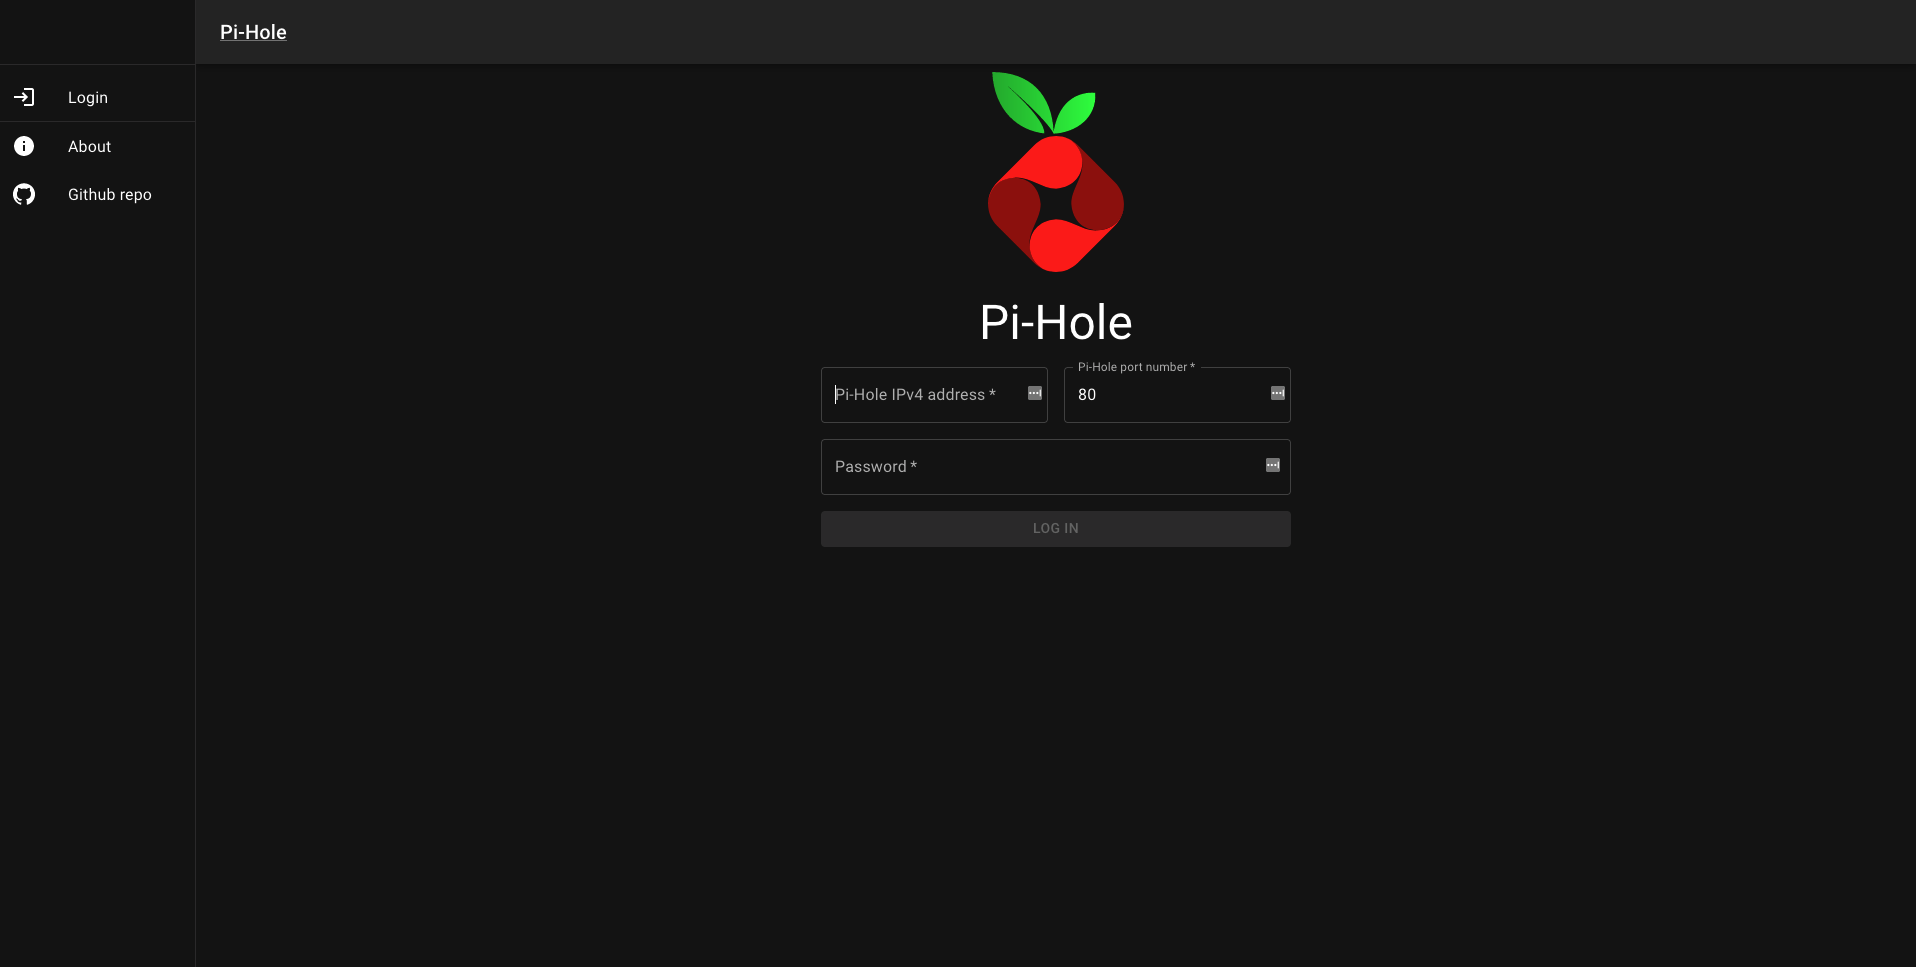 Pi-Hole
Login
About
Github repo
Pi-Hole
Pi-Hole IPv4 address *
Pi-Hole port number *
80
Password *
LOG IN